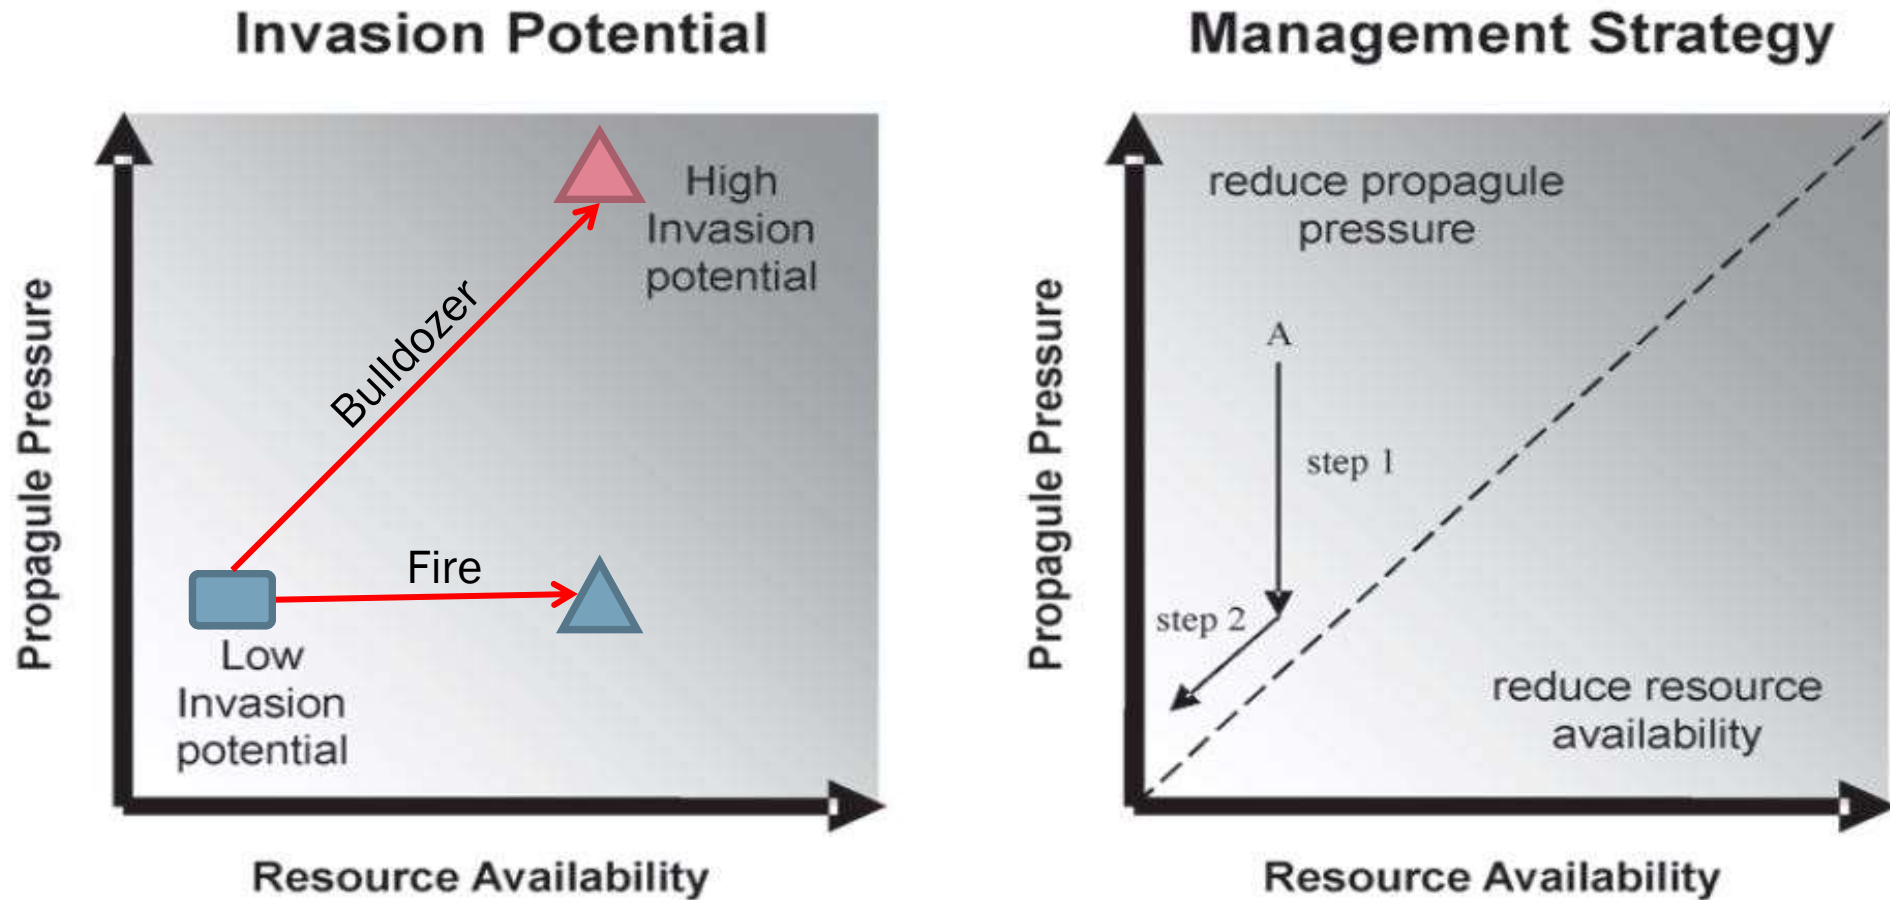 Invasion Potential
Propagule Pressure
High
Invasion
potential
Bulldozer
Fire
Low
Invasion
potential
Resource Availability
Management Strategy
Propagule Pressure
reduce propagule
pressure
A
step 1
step 2
reduce resource
availability
Resource Availability